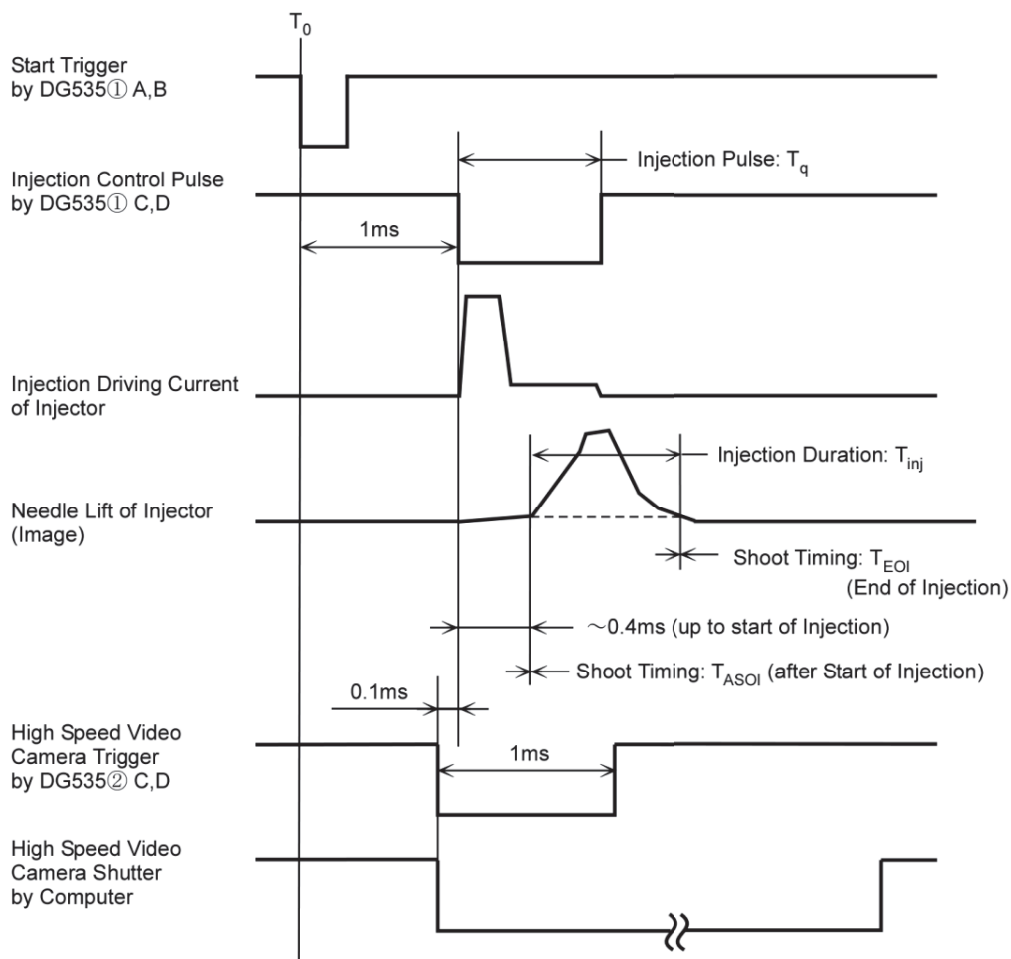 T0
Start Trigger
by DG535① A,B
Injection Pulse: Tq
Injection Control Pulse
by DG535① C,D
1ms
Injection Driving Current
of Injector
Injection Duration: Tinj
Needle Lift of Injector
(Image)
Shoot Timing: TEOI
(End of Injection)
～0.4ms (up to start of Injection)
Shoot Timing: TASOI (after Start of Injection)
0.1ms
High Speed Video
Camera Trigger
by DG535② C,D
1ms
High Speed Video
Camera Shutter
by Computer